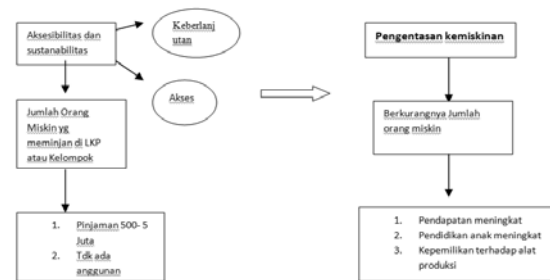 Aksesibilitas dan
sustanabilitas
Keberlanj
utan
Akses
Jumlah Orang
Miskin yg
meminjan di LKP
atau Kelompok
1. Pinjaman 500- 5
Juta
2. Tdk ada
anggunan
Pengentasan kemiskinan
Berkurangnya Jumlah
orang miskin
1. Pendapatan meningkat
2. Pendidikan anak meningkat
3. Kepemilikan terhadap alat
produksi